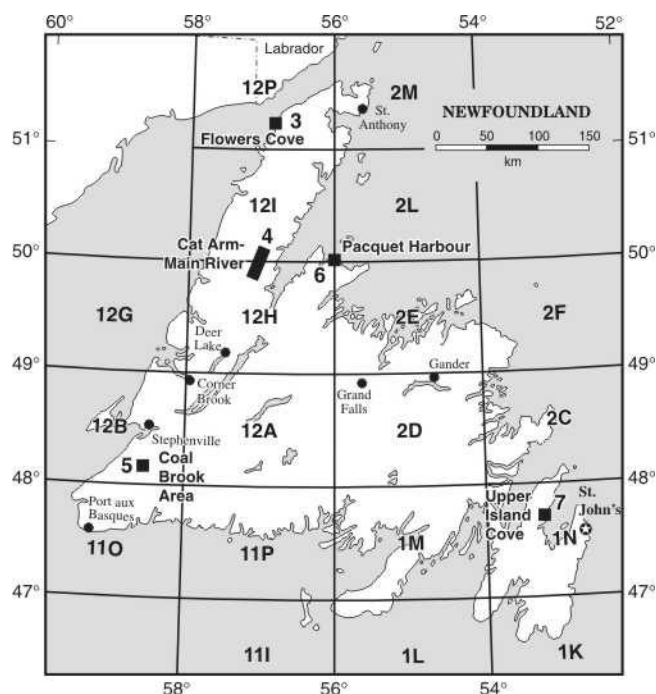 60°
58°
56°
54°
52°
Labrador
12P
2M
St.
Anthony
NEWFOUNDLAND
0 50 100 150
km
51°
51°
3
Flowers Cove
12I
2L
4
Cat Arm-
Main River
Pacquet Harbour
50°
50°
6
12G
12H
2E
2F
Deer
Lake
49°
49°
Gander
Corner
Brook
Grand
Falls
12B
Stephenville
12A
2D
2C
5
Coal
Brook
Area
48°
48°
Port aux
Basques
Upper
Island
Cove
7
St.
John's
11O
11P
1M
1N
47°
47°
11I
1L
1K
58°
56°
54°